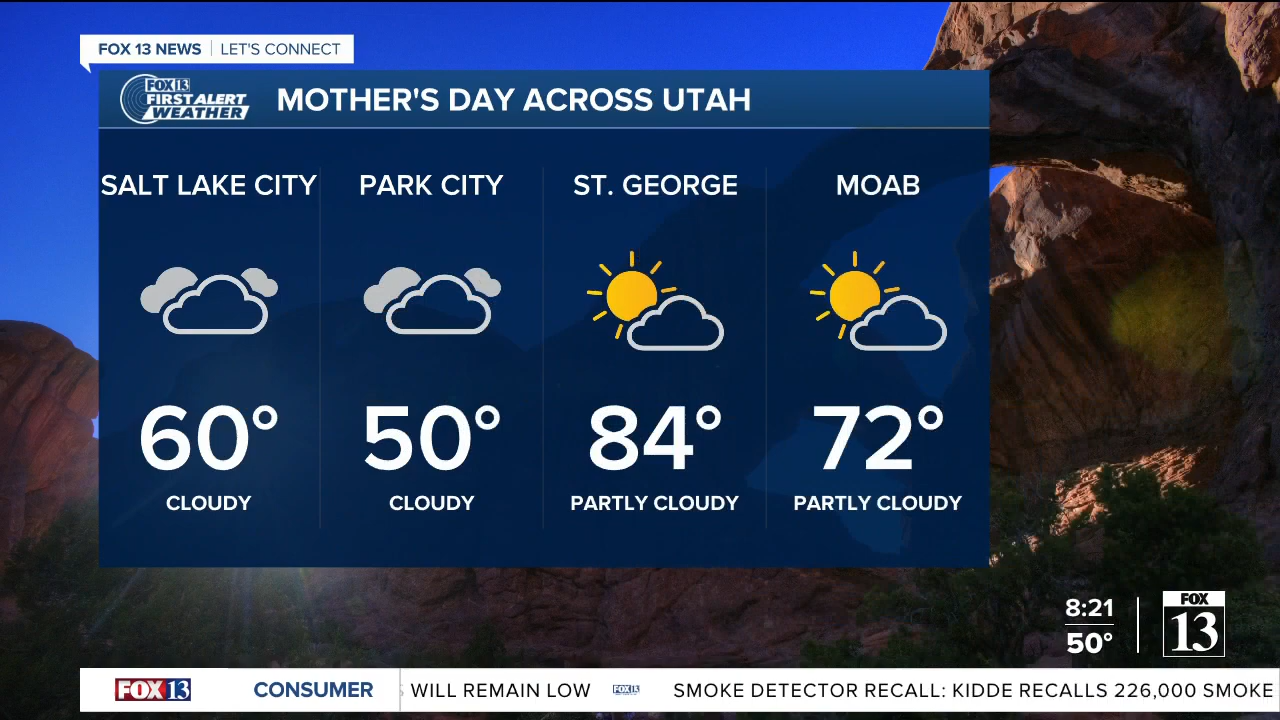 FOX 13 NEWS | LET'S CONNECT
FOX 13
FIRST ALERT
WEATHER
MOTHER'S DAY ACROSS UTAH
SALT LAKE CITY PARK CITY ST. GEORGE MOAB
60° 50° 84° 72°
CLOUDY CLOUDY PARTLY CLOUDY PARTLY CLOUDY
8:21
50°
FOX
13
FOX 13 CONSUMER WILL REMAIN LOW FOX 13 SMOKE DETECTOR RECALL: KIDDE RECALLS 226,000 SMOKE